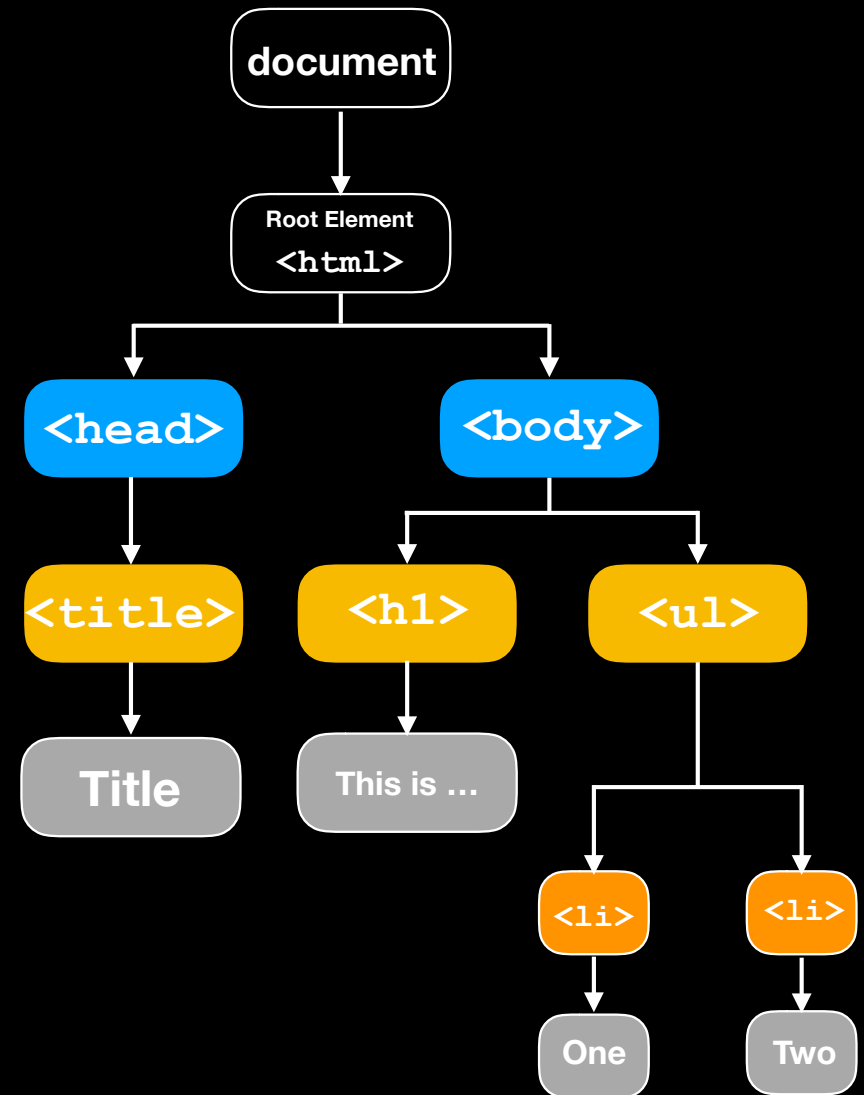 document
Root Element
<html>
<head>
<body>
<title>
<h1>
<ul>
Title
This is ...
<li>
<li>
One
Two